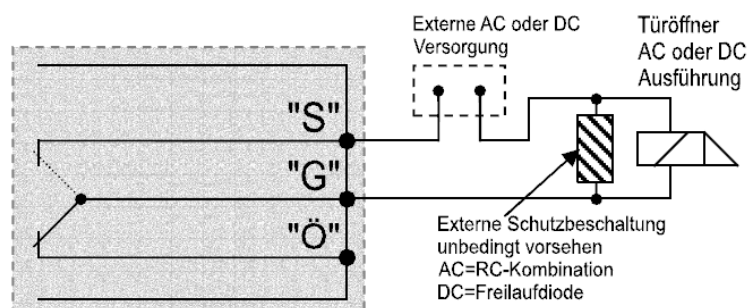 Externe AC oder DC
Versorgung
Türöffner
AC oder DC
Ausführung
"S"
"G"
"Ö"
Externe Schutzbeschaltung
unbedingt vorsehen
AC=RC-Kombination
DC=Freilaufdiode